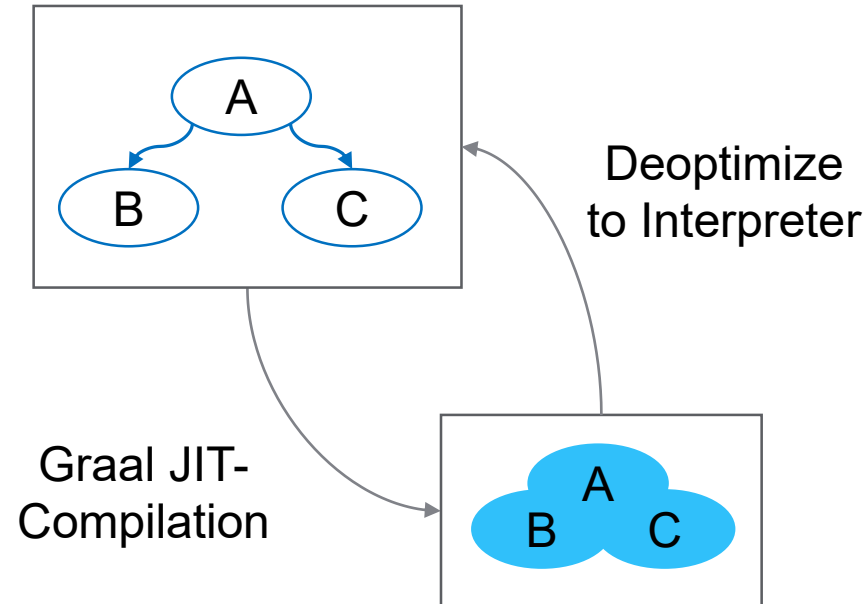 A
B
C
Deoptimize
to Interpreter
Graal JIT-
Compilation
A
B
C